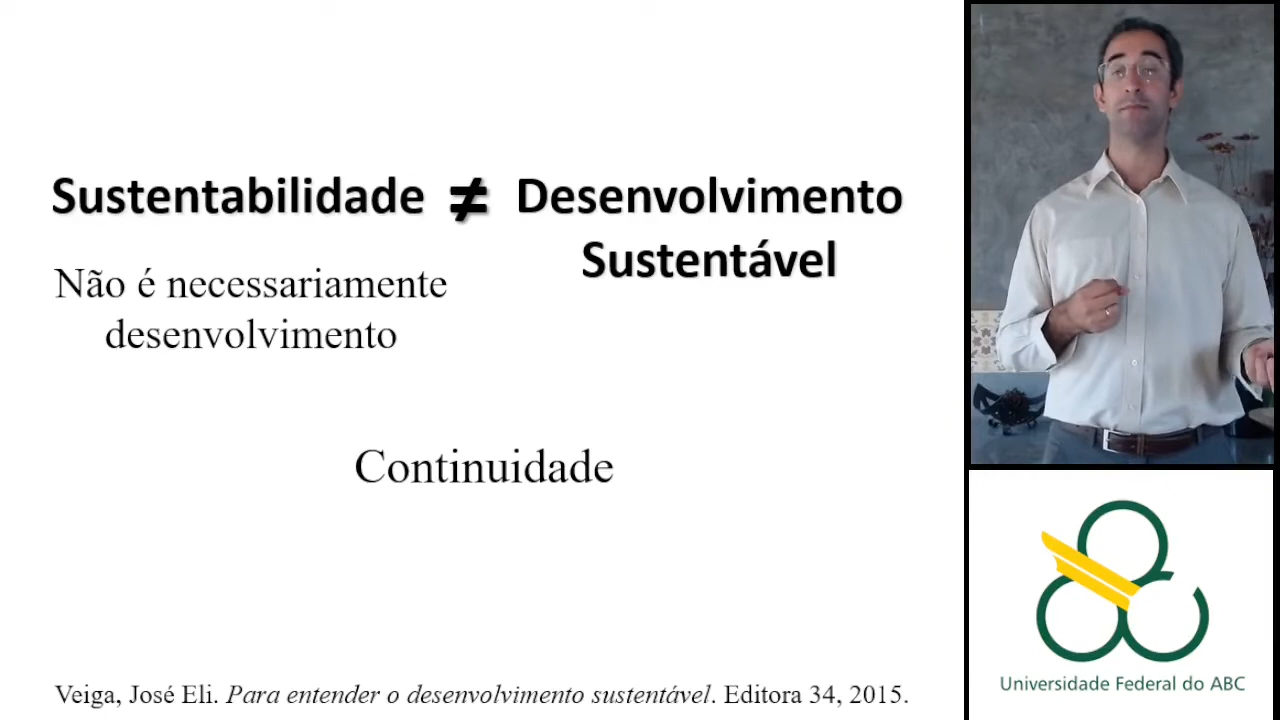 Sustentabilidade ≠ Desenvolvimento
Sustentável
Não é necessariamente
desenvolvimento
Continuidade
Veiga, José Eli. Para entender o desenvolvimento sustentável. Editora 34, 2015.
Universidade Federal do ABC